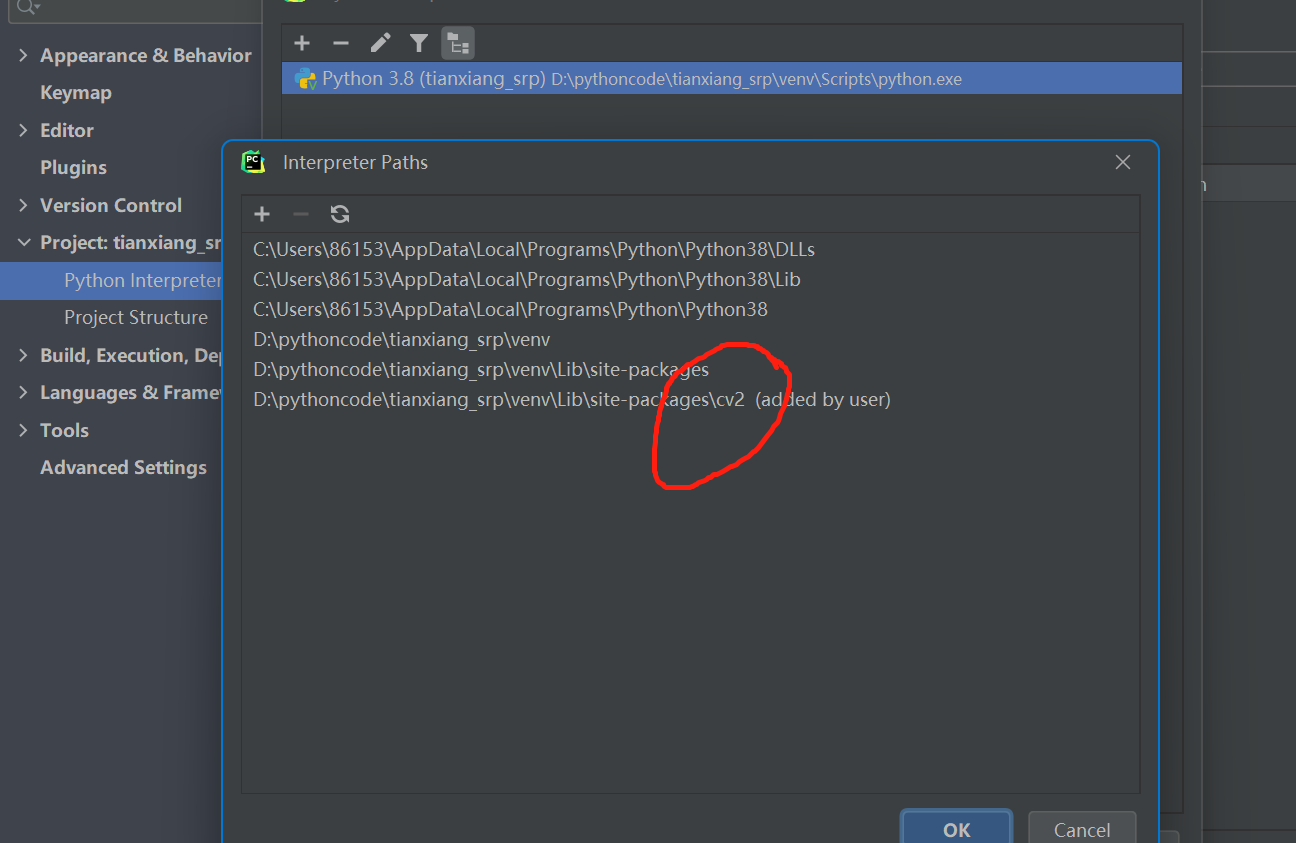 Appearance & Behavior
Keymap
Editor
Plugins
Version Control
Project: tianxiang_sr
Python Interpreter
Project Structure
Build, Execution, De
Languages & Frame
Tools
Advanced Settings
Python 3.8 (tianxiang_srp) D:\pythoncode\tianxiang_srp\venv\Scripts\python.exe
PC
Interpreter Paths
C:\Users\86153\AppData\Local\Programs\Python\Python38\DLLs
C:\Users\86153\AppData\Local\Programs\Python\Python38\Lib
C:\Users\86153\AppData\Local\Programs\Python\Python38
D:\pythoncode\tianxiang_srp\venv
D:\pythoncode\tianxiang_srp\venv\Lib\site-packages
D:\pythoncode\tianxiang_srp\venv\Lib\site-packages\cv2 (added by user)
OK
Cancel